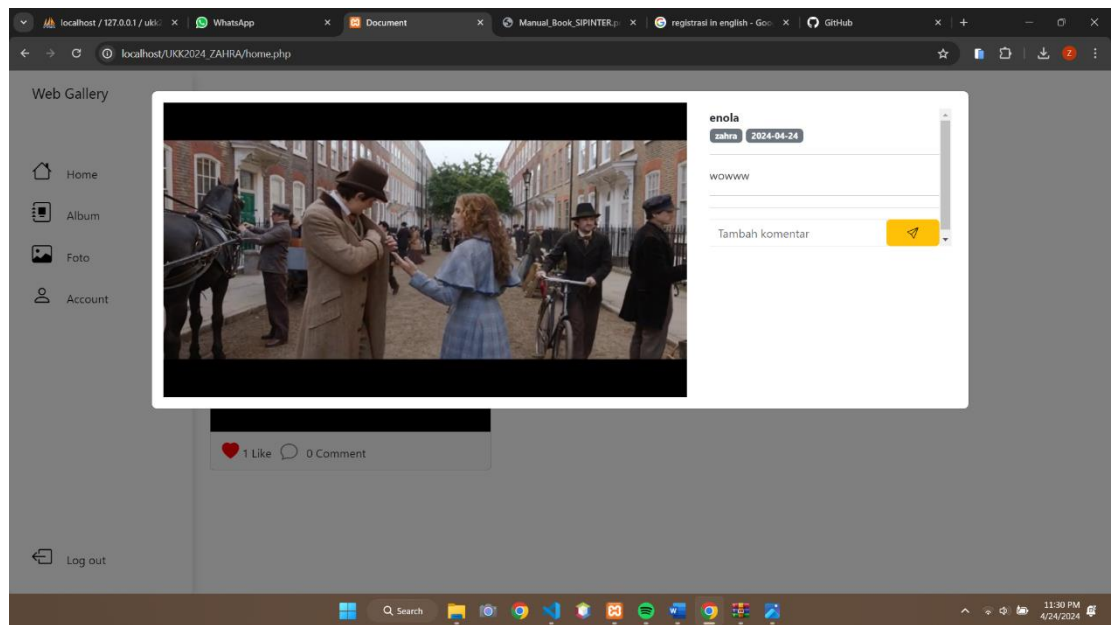 localhost / 127.0.0.1 / ukk2
WhatsApp
Document
Manual_Book_SIPINTER.p
registrasi in english - Goo
GitHub
localhost/UKK2024_ZAHRA/home.php
Z
Web Gallery
Home
Album
Foto
Account
Log out
enola
zahra 2024-04-24
wowww
Tambah komentar
1 Like 0 Comment
Search
11:30 PM
4/24/2024